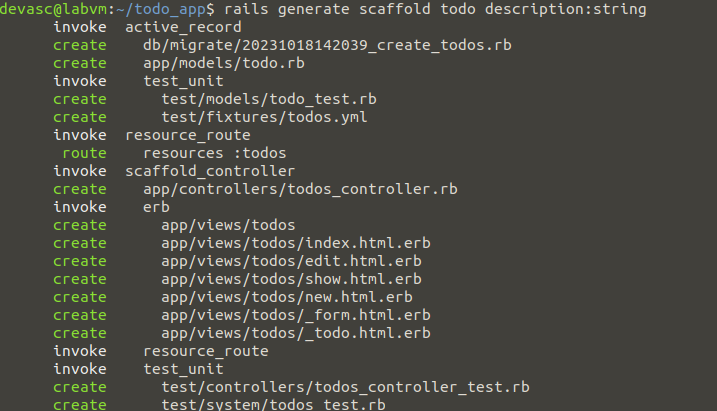 devasc@labvm:~/todo_app$ rails generate scaffold todo description:string
invoke active_record
create db/migrate/20231018142039_create_todos.rb
create app/models/todo.rb
invoke test_unit
create test/models/todo_test.rb
create test/fixtures/todos.yml
invoke resource_route
route resources :todos
invoke scaffold_controller
create app/controllers/todos_controller.rb
invoke erb
create app/views/todos
create app/views/todos/index.html.erb
create app/views/todos/edit.html.erb
create app/views/todos/show.html.erb
create app/views/todos/new.html.erb
create app/views/todos/_form.html.erb
create app/views/todos/_todo.html.erb
invoke resource_route
invoke test_unit
create test/controllers/todos_controller_test.rb
create test/system/todos_test.rb